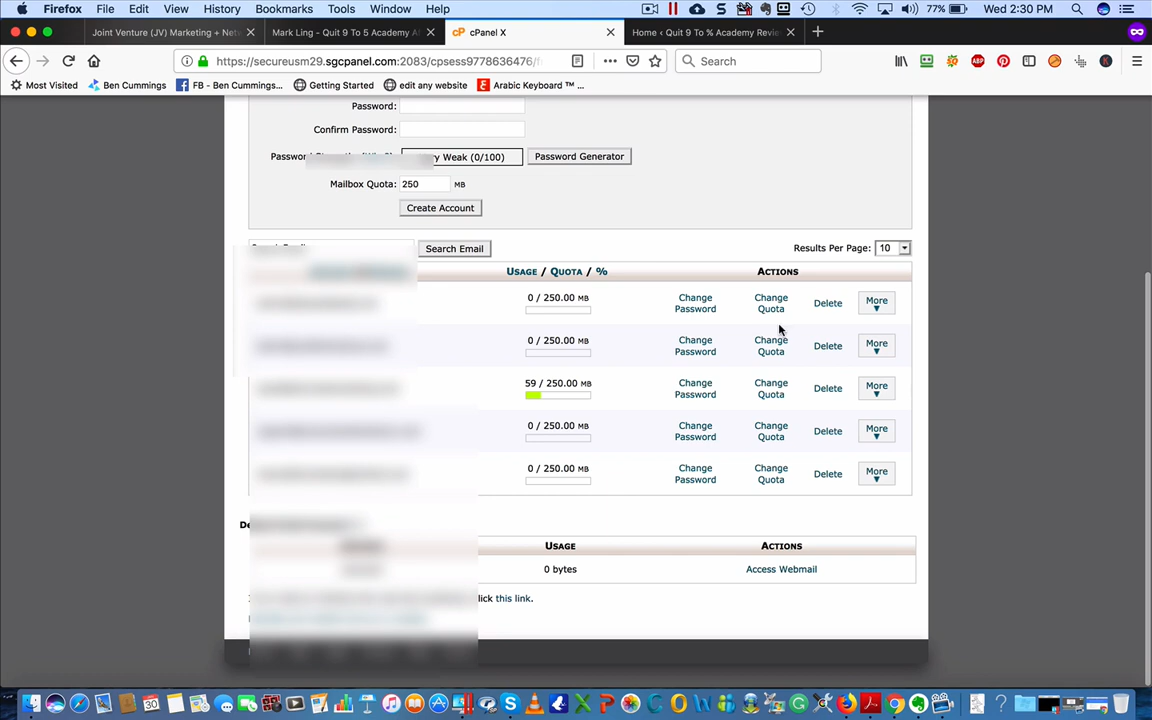 Firefox File Edit View History Bookmarks Tools Window Help 77% Wed 2:30 PM
Joint Venture (JV) Marketing + Net
Mark Ling - Quit 9 To 5 Academy A
cPanel X
Home ‹ Quit 9 To % Academy Revie
https://secureusm29.sgcpanel.com:2083/cpsess9778636476/f
Search
Most Visited Ben Cummings FB - Ben Cummings... Getting Started edit any website Arabic Keyboard ™ ...
Password:
Confirm Password:
ry Weak (0/100) Password Generator
Mailbox Quota: 250 MB
Create Account
Search Email Results Per Page: 10
USAGE / QUOTA / % ACTIONS
0 / 250.00 MB Change Password Change Quota Delete More ▼
0 / 250.00 MB Change Password Change Quota Delete More ▼
59 / 250.00 MB Change Password Change Quota Delete More ▼
0 / 250.00 MB Change Password Change Quota Delete More ▼
0 / 250.00 MB Change Password Change Quota Delete More ▼
USAGE ACTIONS
0 bytes Access Webmail
lick this link.